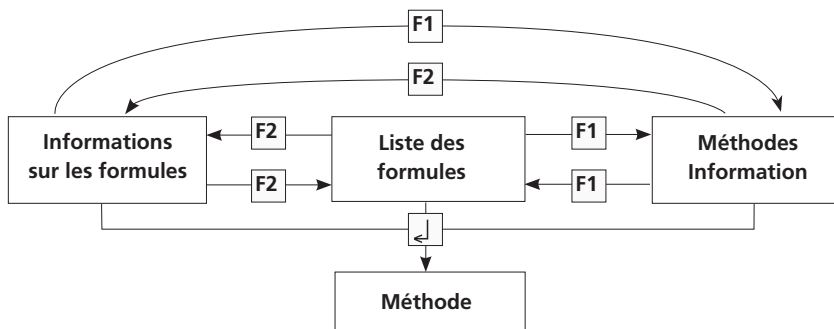 F1
F2
Informations
sur les formules
F2
F2
Liste des
formules
F1
F1
Méthodes
Information
Méthode